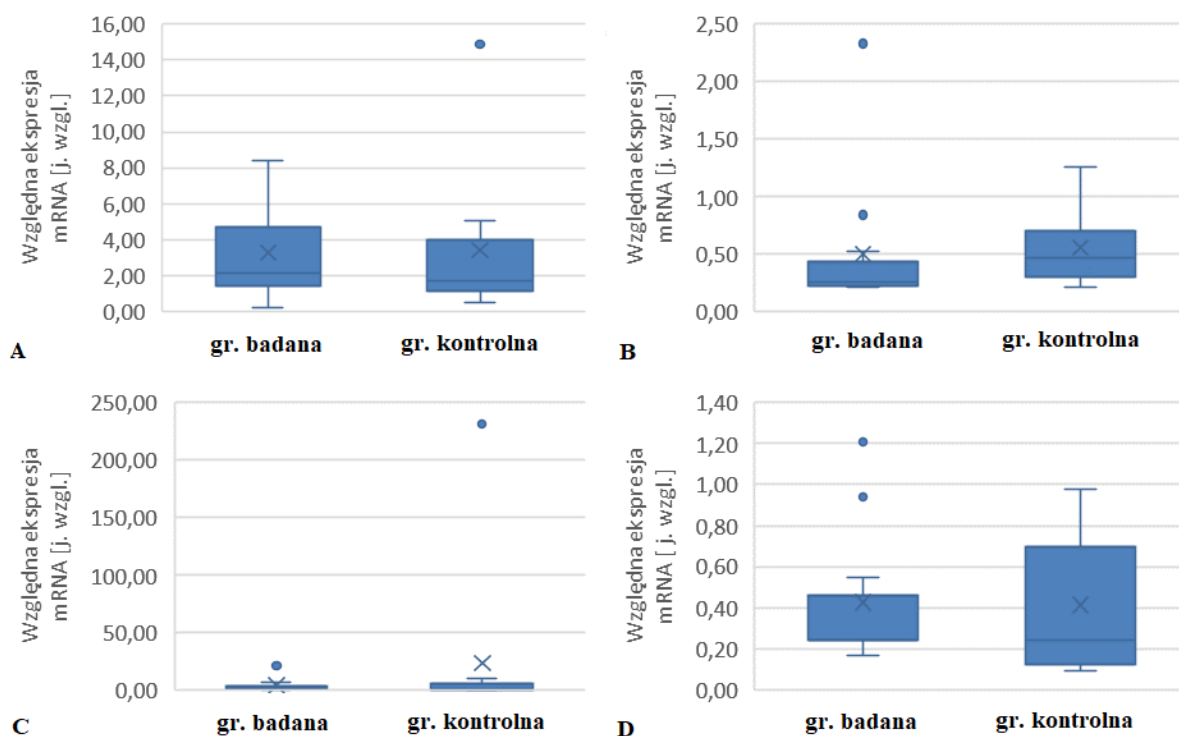 Względna ekspresja
mRNA [j. wzgl.]
16,00
14,00
12,00
10,00
8,00
6,00
4,00
2,00
0,00
gr. badana
gr. kontrolna
A
Względna ekspresja
mRNA [j. wzgl.]
2,50
2,00
1,50
1,00
0,50
0,00
gr. badana
gr. kontrolna
B
Względna ekspresja
mRNA [j. wzgl.]
250,00
200,00
150,00
100,00
50,00
0,00
gr. badana
gr. kontrolna
C
Względna ekspresja
mRNA [ j. wzgl.]
1,40
1,20
1,00
0,80
0,60
0,40
0,20
0,00
gr. badana
gr. kontrolna
D